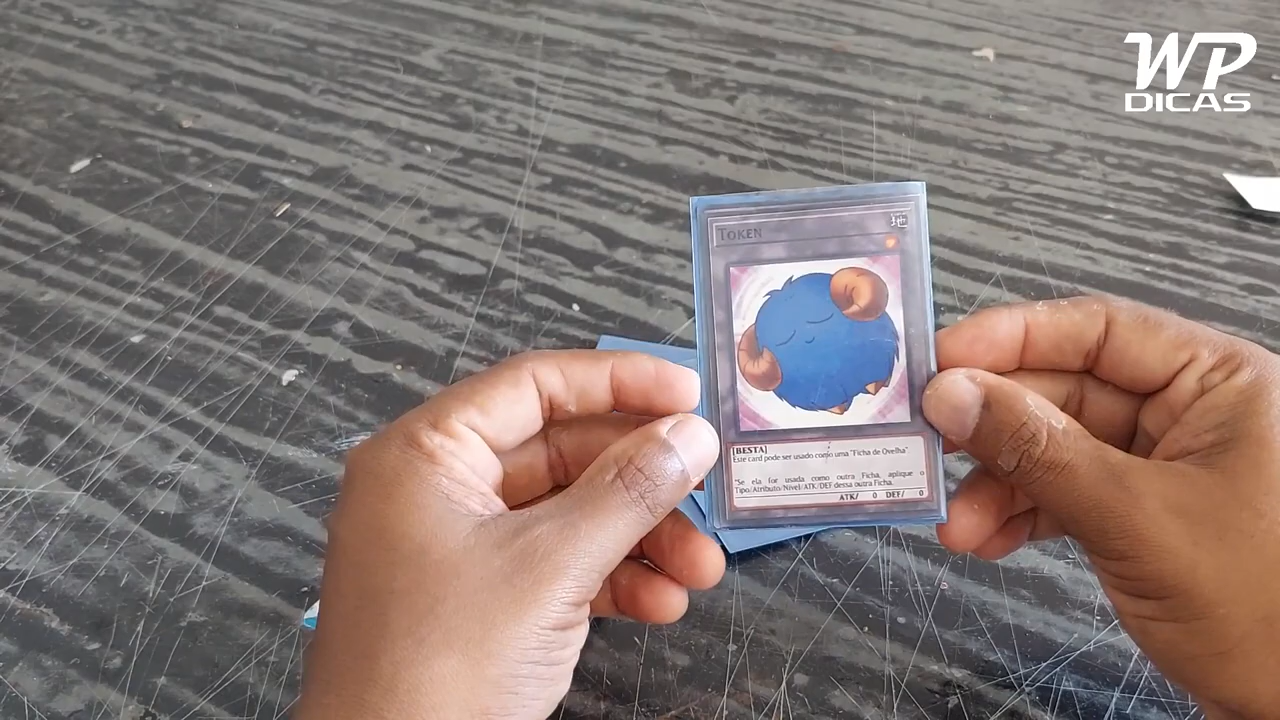 WP
DICAS
TOKEN
地
[BESTA]
Este card pode ser usado como uma "Ficha de Ovelha"
*Se ela for usada como outra Ficha, aplique o
Tipo/Atributo/Nível/ATK/DEF dessa outra Ficha.
ATK/ 0 DEF/ 0